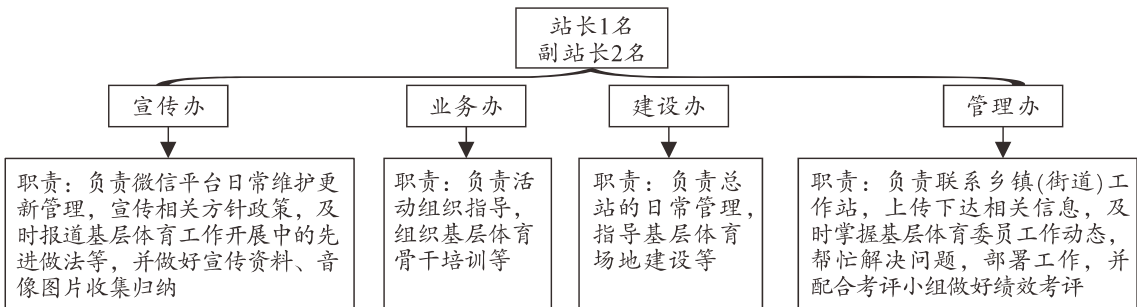 站长1名
副站长2名
宣传办
业务办
建设办
管理办
职责：负责微信平台日常维护更
新管理，宣传相关方针政策，及
时报道基层体育工作开展中的先
进做法等，并做好宣传资料、音
像图片收集归纳
职责：负责活
动组织指导，
组织基层体育
骨干培训等
职责：负责总
站的日常管理，
指导基层体育
场地建设等
职责：负责联系乡镇(街道)工
作站，上传下达相关信息，及
时掌握基层体育委员工作动态，
帮忙解决问题，部署工作，并
配合考评小组做好绩效考评